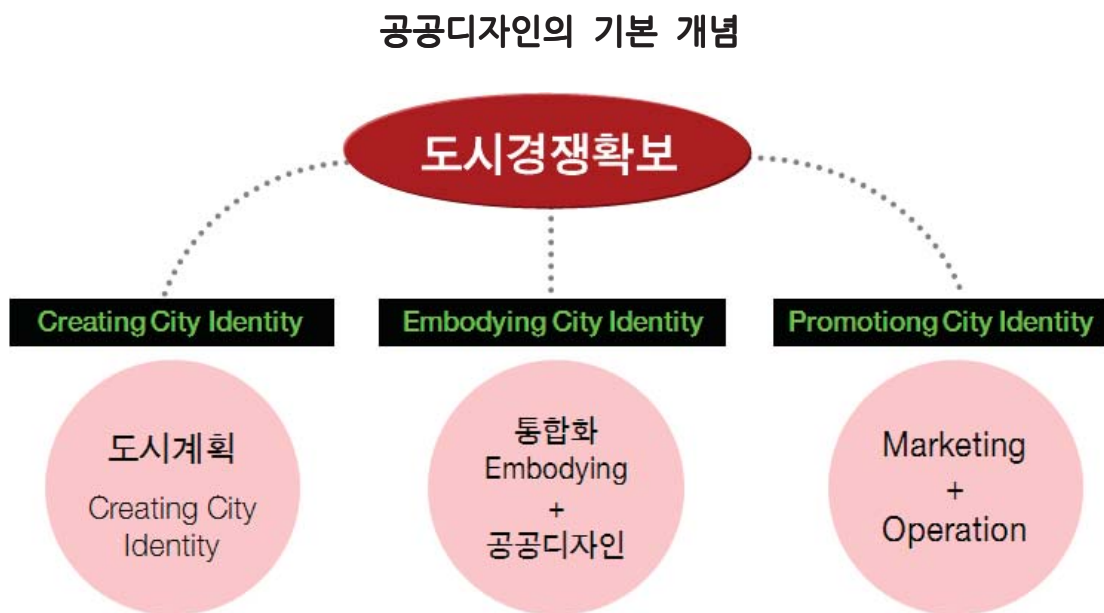 공공디자인의 기본 개념
도시경쟁확보
Creating City Identity
Embodying City Identity
Promotiong City Identity
도시계획
Creating City
Identity
통합화
Embodying
+
공공디자인
Marketing
+
Operation